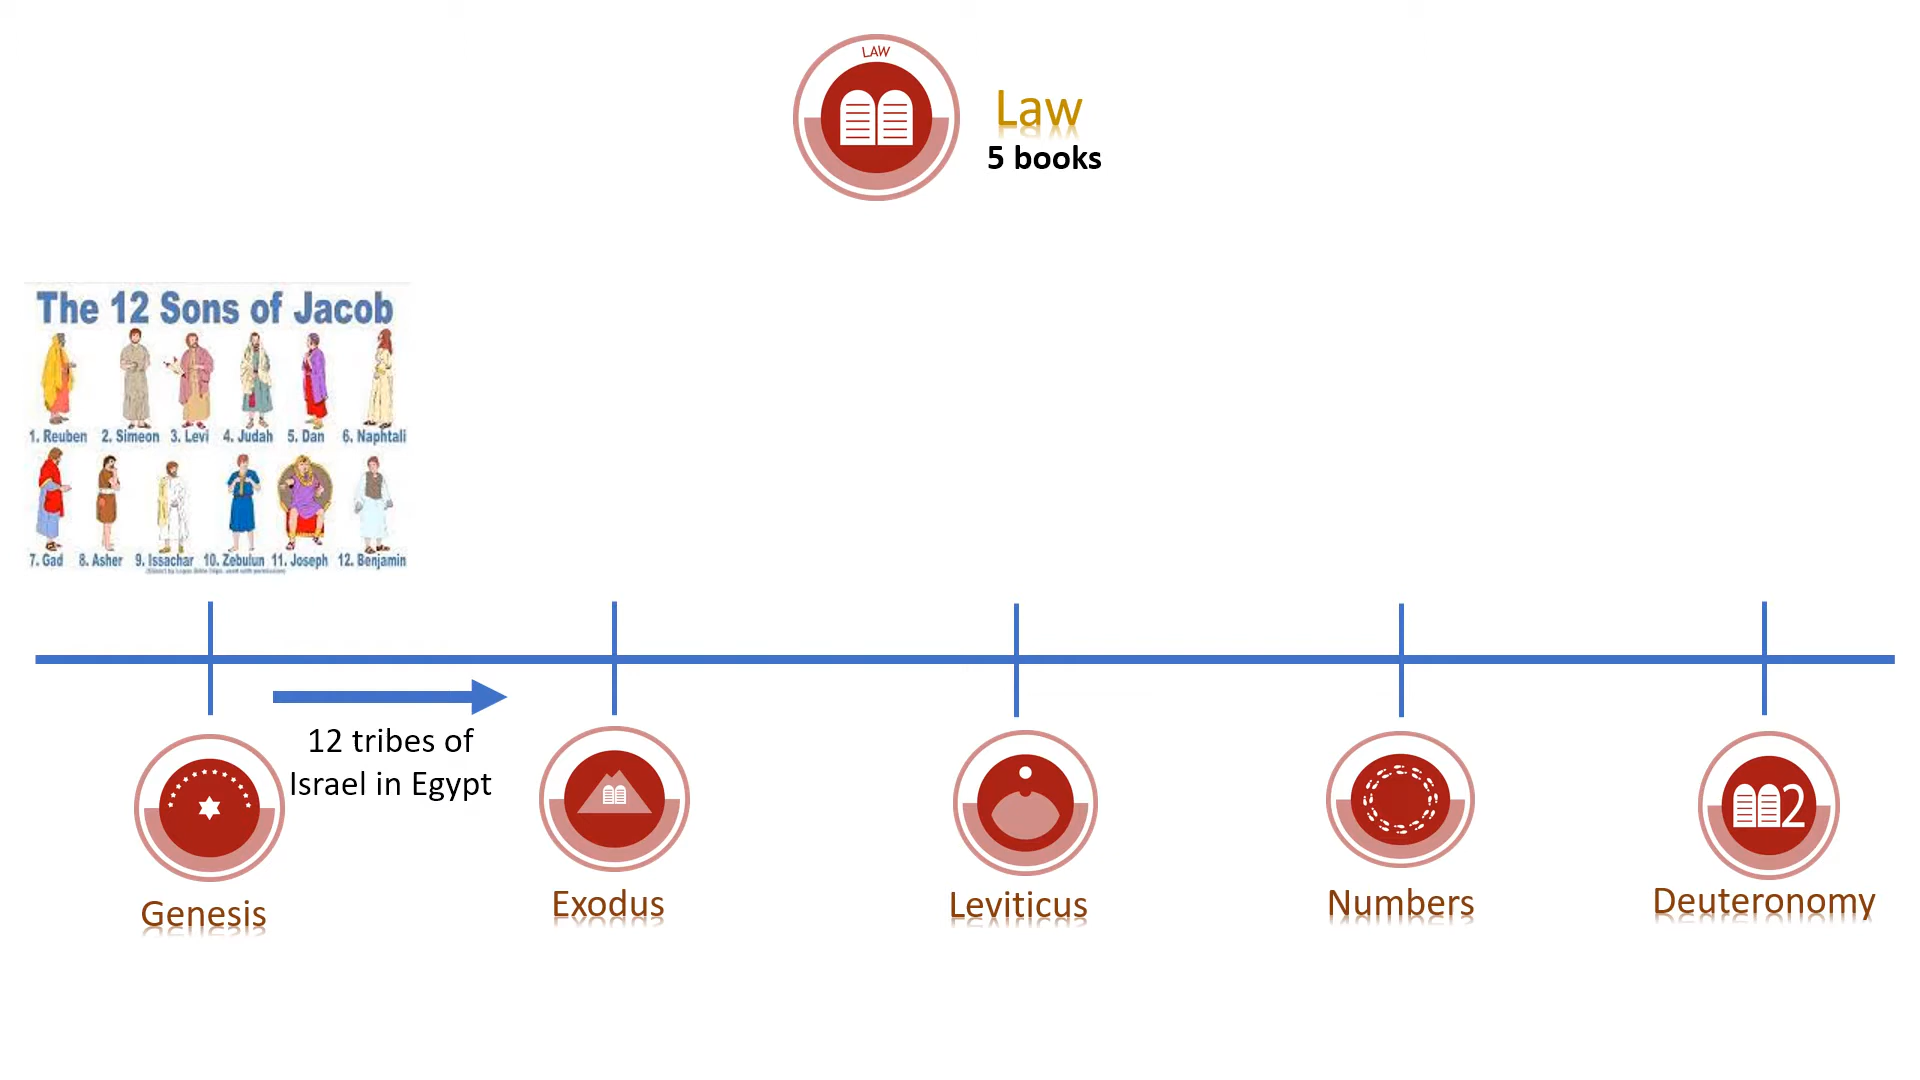 LAW
Law
5 books
The 12 Sons of Jacob
1. Reuben 2. Simeon 3. Levi 4. Judah 5. Dan 6. Naphtali
7. Gad 8. Asher 9. Issachar 10. Zebulun 11. Joseph 12. Benjamin
12 tribes of
Israel in Egypt
2
Genesis
Exodus
Leviticus
Numbers
Deuteronomy